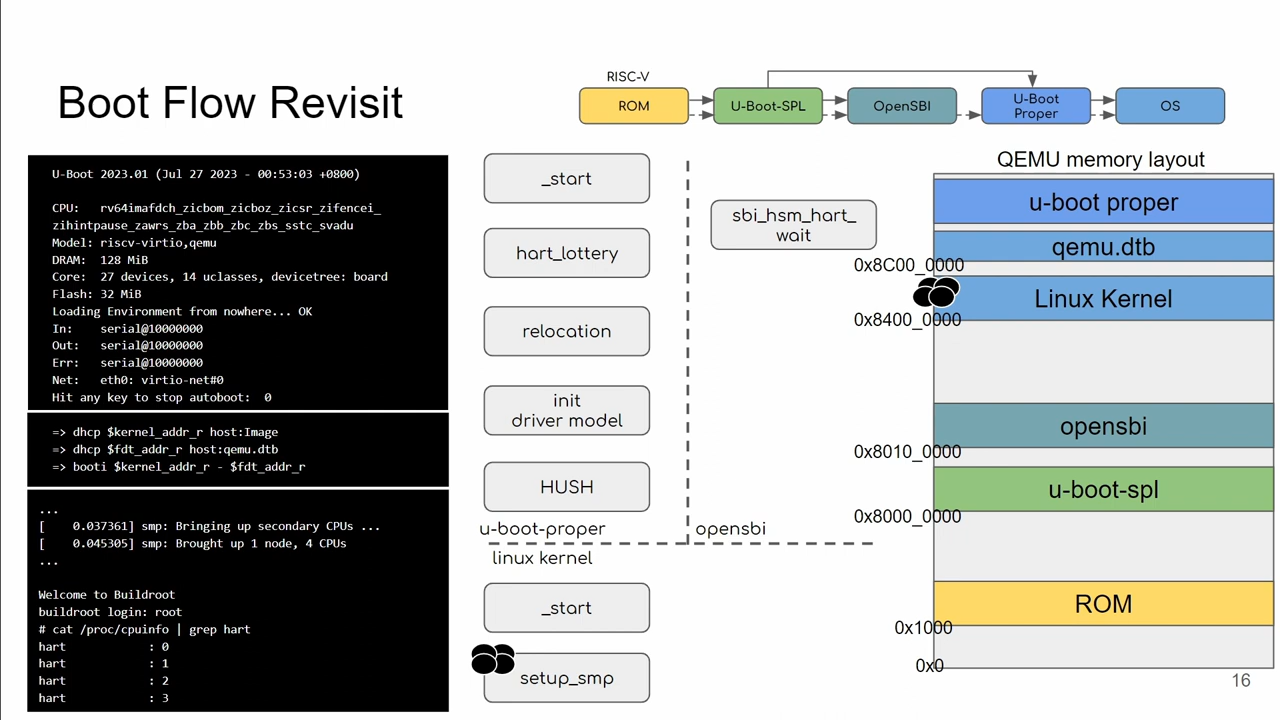 Boot Flow Revisit
RISC-V
ROM
U-Boot-SPL
OpenSBI
U-Boot
Proper
OS
U-Boot 2023.01 (Jul 27 2023 - 00:53:03 +0800)
CPU:   rv64imafdch_zicbom_zicboz_zicsr_zifencei_
zihintpause_zawrs_zba_zbb_zbc_zbs_sstc_svadu
Model: riscv-virtio,qemu
DRAM:  128 MiB
Core:  27 devices, 14 uclasses, devicetree: board
Flash: 32 MiB
Loading Environment from nowhere... OK
In:    serial@10000000
Out:   serial@10000000
Err:   serial@10000000
Net:   eth0: virtio-net#0
Hit any key to stop autoboot:  0
=> dhcp $kernel_addr_r host:Image
=> dhcp $fdt_addr_r host:qemu.dtb
=> booti $kernel_addr_r - $fdt_addr_r
...
[    0.037361] smp: Bringing up secondary CPUs ...
[    0.045305] smp: Brought up 1 node, 4 CPUs
...
Welcome to Buildroot
buildroot login: root
# cat /proc/cpuinfo | grep hart
hart            : 0
hart            : 1
hart            : 2
hart            : 3
_start
hart_lottery
relocation
init
driver model
HUSH
u-boot-proper
linux kernel
_start
setup_smp
sbi_hsm_hart_
wait
opensbi
QEMU memory layout
u-boot proper
qemu.dtb
0x8C00_0000
Linux Kernel
0x8400_0000
opensbi
0x8010_0000
u-boot-spl
0x8000_0000
ROM
0x1000
0x0
16